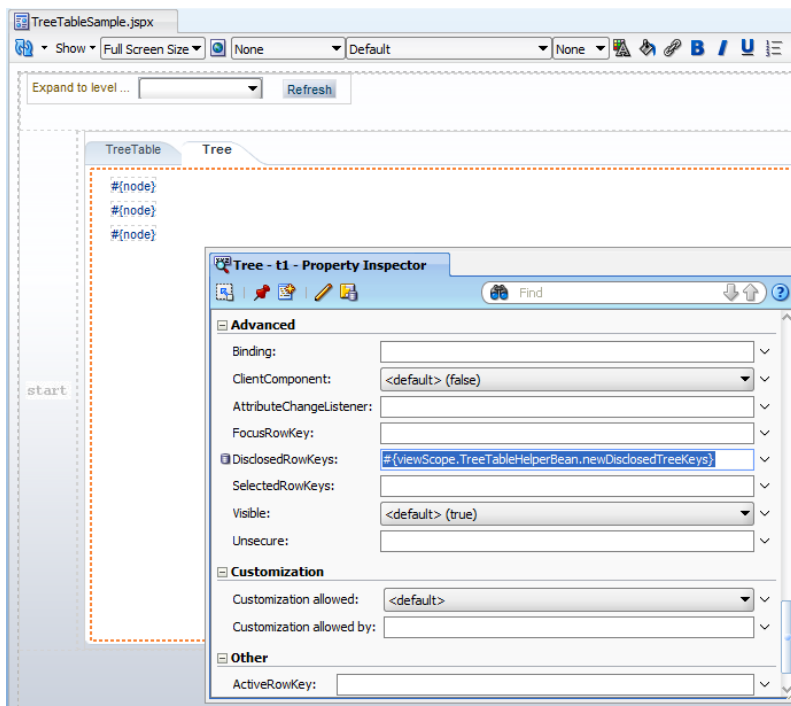 TreeTableSample.jspx
Show Full Screen Size None Default None B I U
Expand to level ... Refresh
TreeTable Tree
#{node}
#{node}
#{node}
start
Tree - t1 - Property Inspector
Find
Advanced
Binding:
ClientComponent: <default> (false)
AttributeChangeListener:
FocusRowKey:
DisclosedRowKeys: #{viewScope.TreeTableHelperBean.newDisclosedTreeKeys}
SelectedRowKeys:
Visible: <default> (true)
Unsecure:
Customization
Customization allowed: <default>
Customization allowed by:
Other
ActiveRowKey: